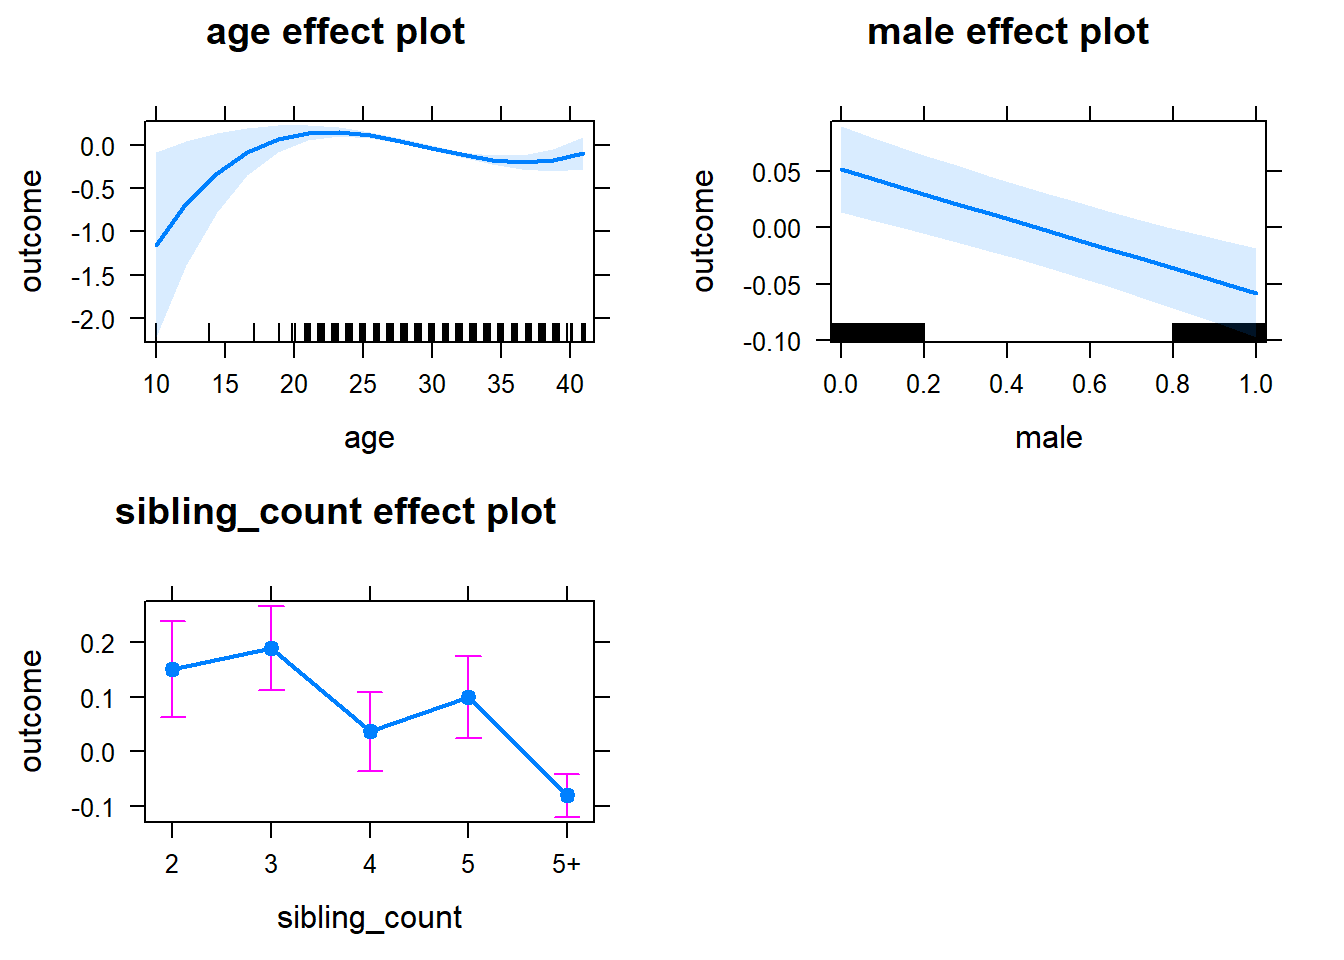 age effect plot
outcome
0.0
-0.5
-1.0
-1.5
-2.0
10 15 20 25 30 35 40
age
male effect plot
outcome
0.05
0.00
-0.05
-0.10
0.0 0.2 0.4 0.6 0.8 1.0
male
sibling_count effect plot
outcome
0.2
0.1
0.0
-0.1
2 3 4 5 5+
sibling_count